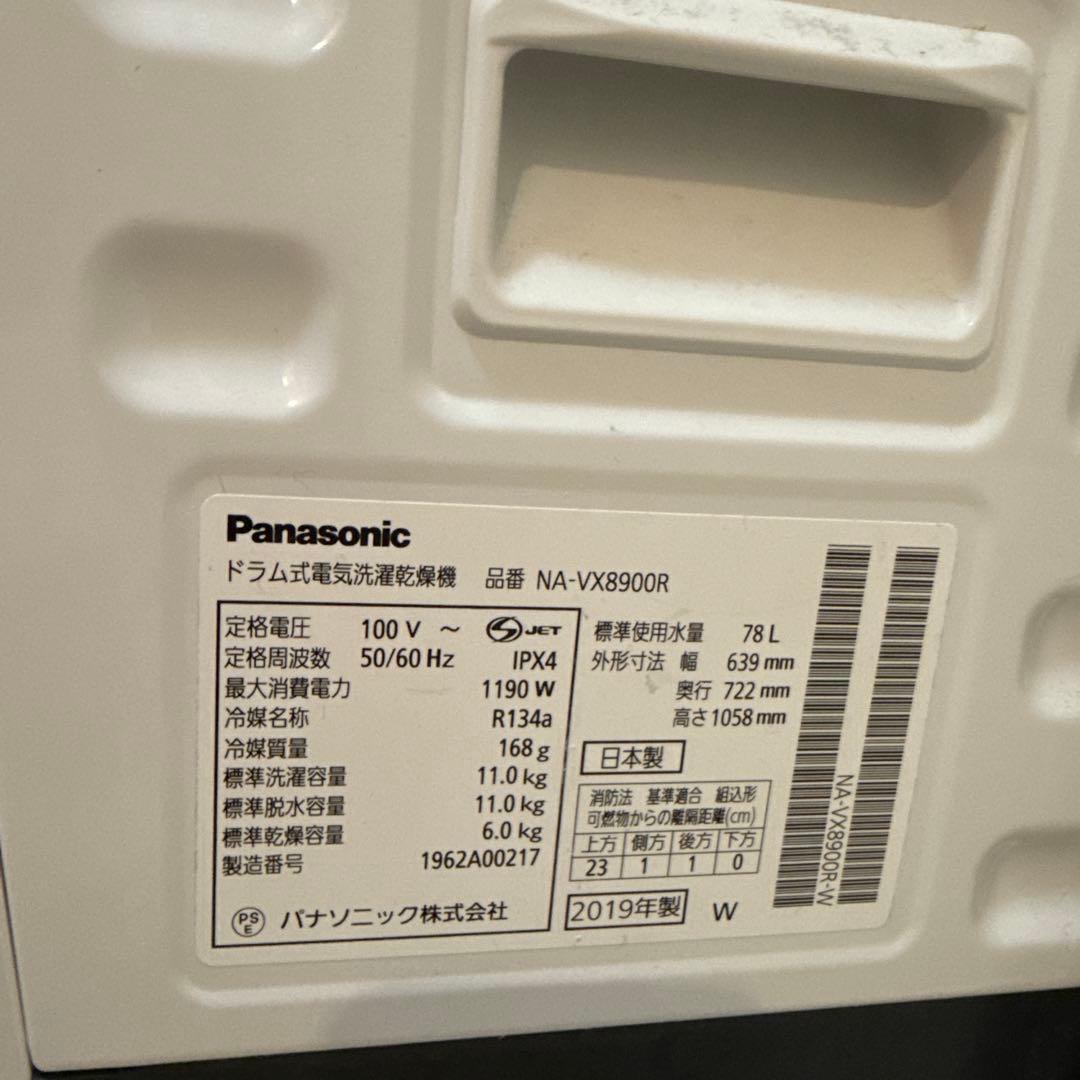 Panasonic
ドラム式電気洗濯乾燥機 品番 NA-VX8900R
定格電圧 100 V ～ S JET
定格周波数 50/60 Hz IPX4
最大消費電力 1190 W
冷媒名称 R134a
冷媒質量 168 g
標準洗濯容量 11.0 kg
標準脱水容量 11.0 kg
標準乾燥容量 6.0 kg
製造番号 1962A00217
PS E パナソニック株式会社
標準使用水量 78 L
外形寸法 幅 639 mm
奥行 722 mm
高さ 1058 mm
日本製
消防法 基準適合 組込形
可燃物からの離隔距離(cm)
上方 側方 後方 下方
23 1 1 0
2019年製 W
NA-VX8900R-W